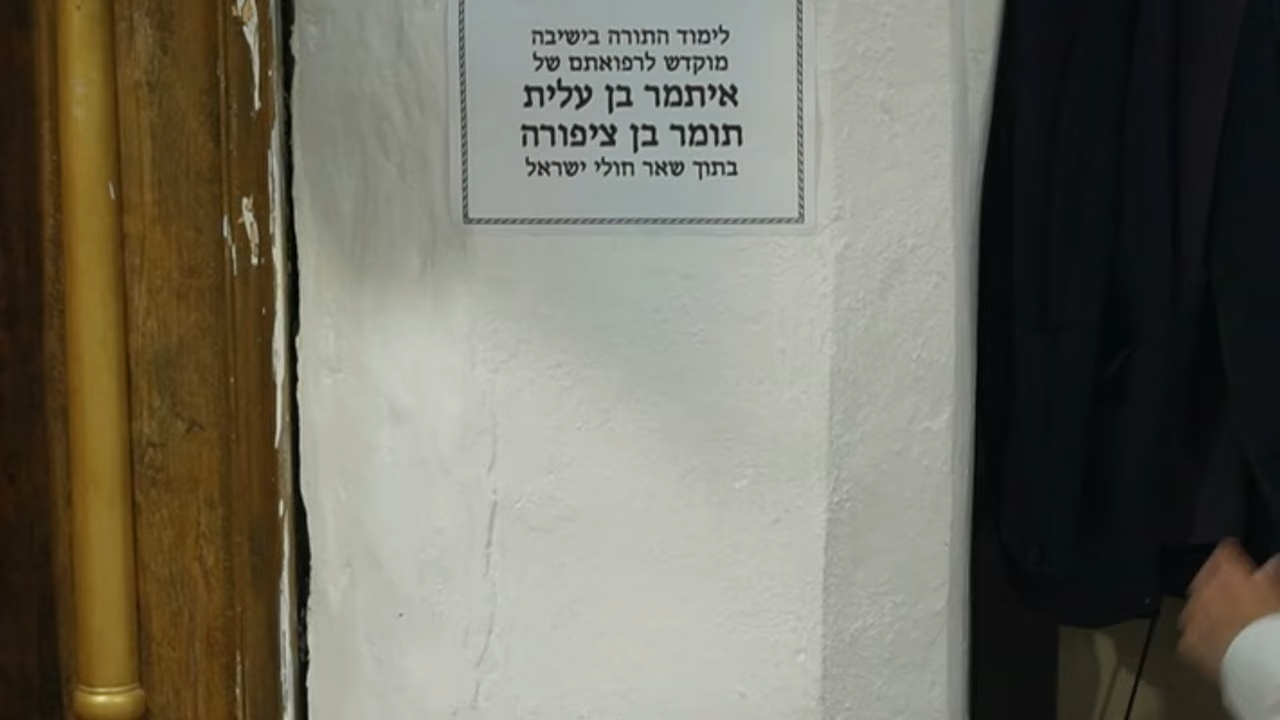 לימוד התורה בישיבה
מוקדש לרפואתם של
איתמר בן עלית
תומר בן ציפורה
בתוך שאר חולי ישראל